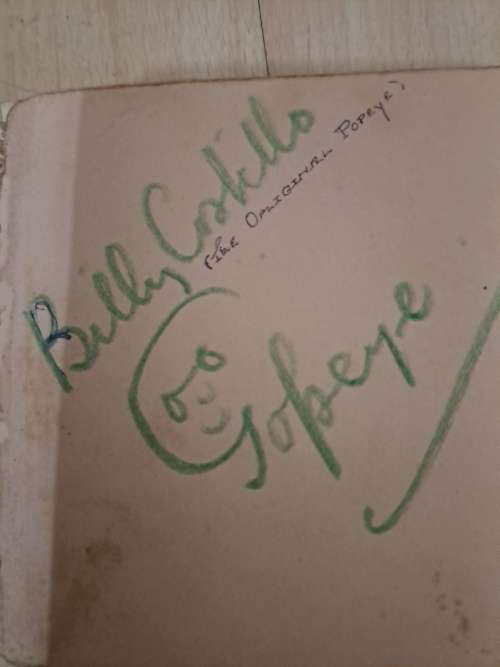 Billy Costello
(THE ORIGINAL POPEYE)
Popeye